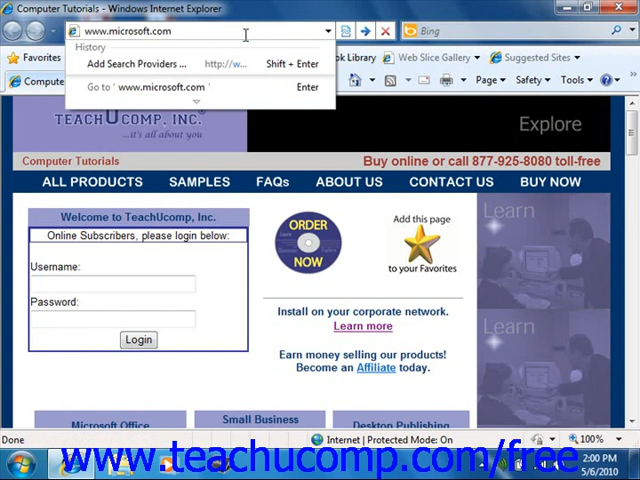 Computer Tutorials - Windows Internet Explorer
www.microsoft.com
Bing
History
Add Search Providers ... http://w... Shift + Enter
Go to ' www.microsoft.com ' Enter
Favorites
k Library
Web Slice Gallery
Suggested Sites
Compute
Page
Safety
Tools
TEACHUCOMP, INC.®
...it's all about you
Explore
Computer Tutorials
Buy online or call 877-925-8080 toll-free
ALL PRODUCTS SAMPLES FAQs ABOUT US CONTACT US BUY NOW
Welcome to TeachUcomp, Inc.
Online Subscribers, please login below:
Username:
Password:
Login
ORDER
NOW
Add this page
to your Favorites
Install on your corporate network.
Learn more
Earn money selling our products!
Become an Affiliate today.
Learn
Learn
Microsoft Office
Small Business
Desktop Publishing
Done
Internet | Protected Mode: On
100%
www.teachucomp.com/free
2:00 PM
5/6/2010